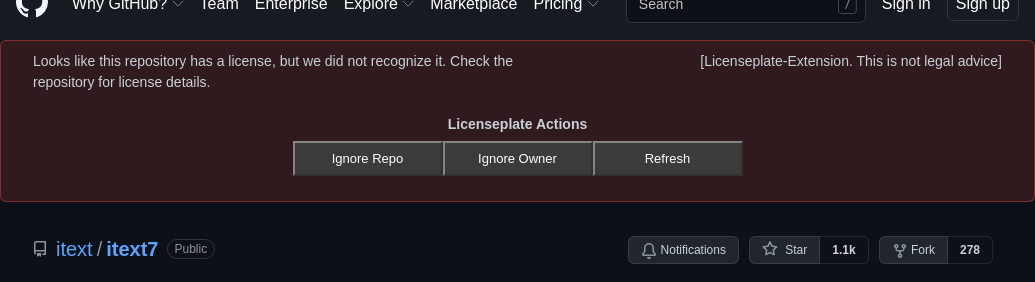 Why GitHub? Team Enterprise Explore Marketplace Pricing Search / Sign in Sign up
Looks like this repository has a license, but we did not recognize it. Check the
repository for license details.
[Licenseplate-Extension. This is not legal advice]
Licenseplate Actions
Ignore Repo Ignore Owner Refresh
itext / itext7 Public Notifications Star 1.1k Fork 278